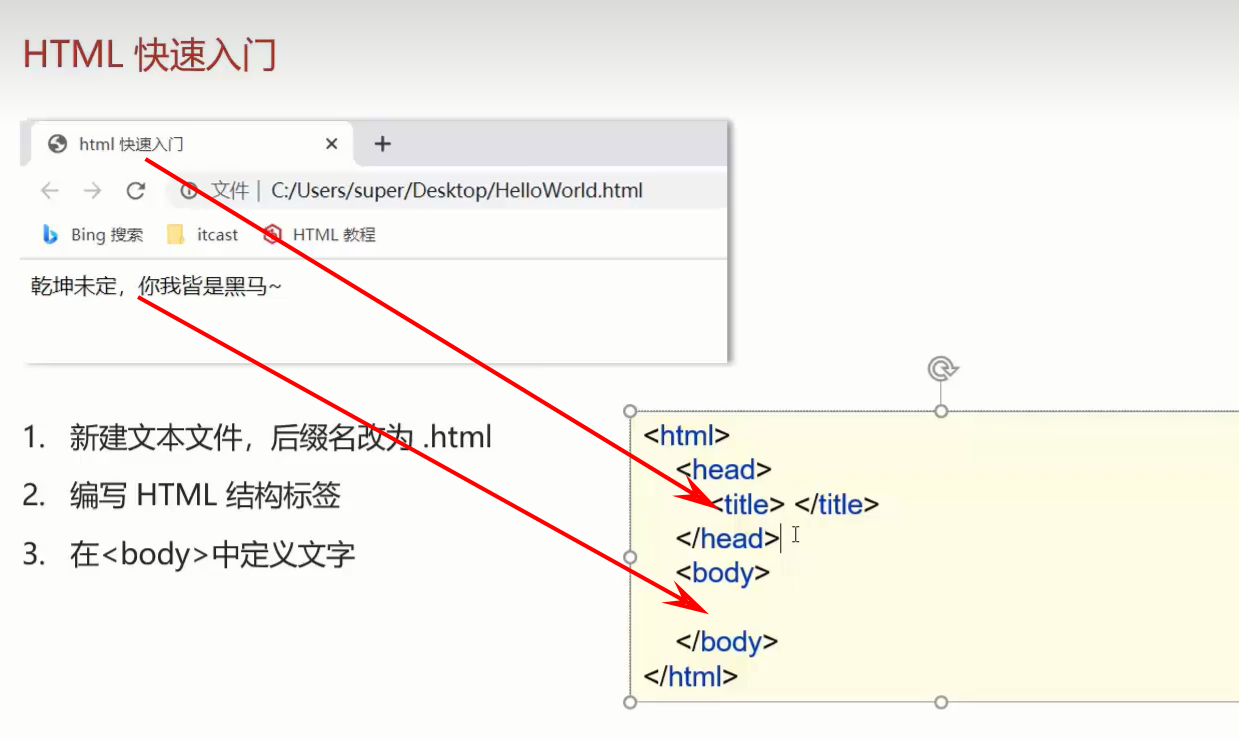 HTML 快速入门
html 快速入门
文件 | C:/Users/super/Desktop/HelloWorld.html
Bing 搜索 itcast HTML 教程
乾坤未定，你我皆是黑马~
1. 新建文本文件，后缀名改为 .html
2. 编写 HTML 结构标签
3. 在<body>中定义文字
<html>
<head>
<title> </title>
</head>
<body>
</body>
</html>